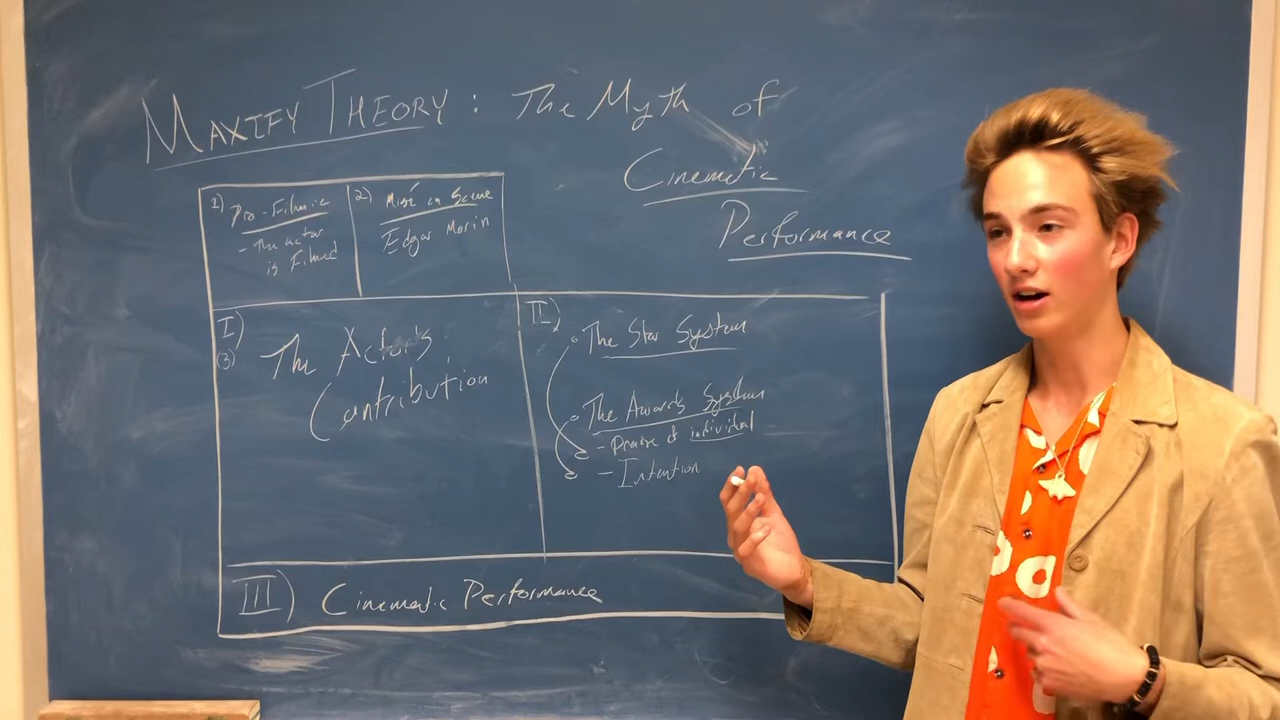 MAXIFY THEORY: The Myth of
Cinematic
Performance
1) Pro-Filmic
- The actor
is Filmed
2) Mise en Scene
Edgar Morin
I)
(3) The Actor's
Contribution
II)
The Star System
The Awards System
- Praise of individual
- Intention
III) Cinematic Performance